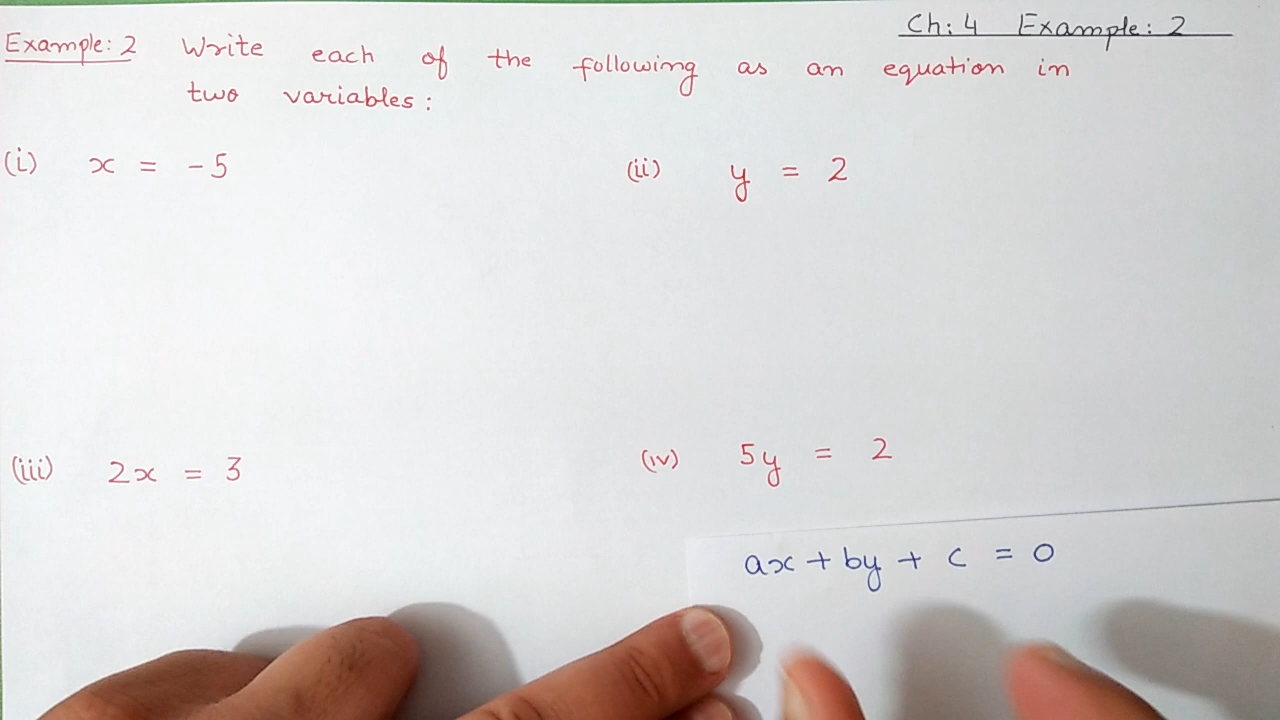 Ch: 4 Example: 2
Example: 2 Write each of the following as an equation in
two variables:
(i) x = -5
(ii) y = 2
(iii) 2x = 3
(iv) 5y = 2
ax + by + c = 0